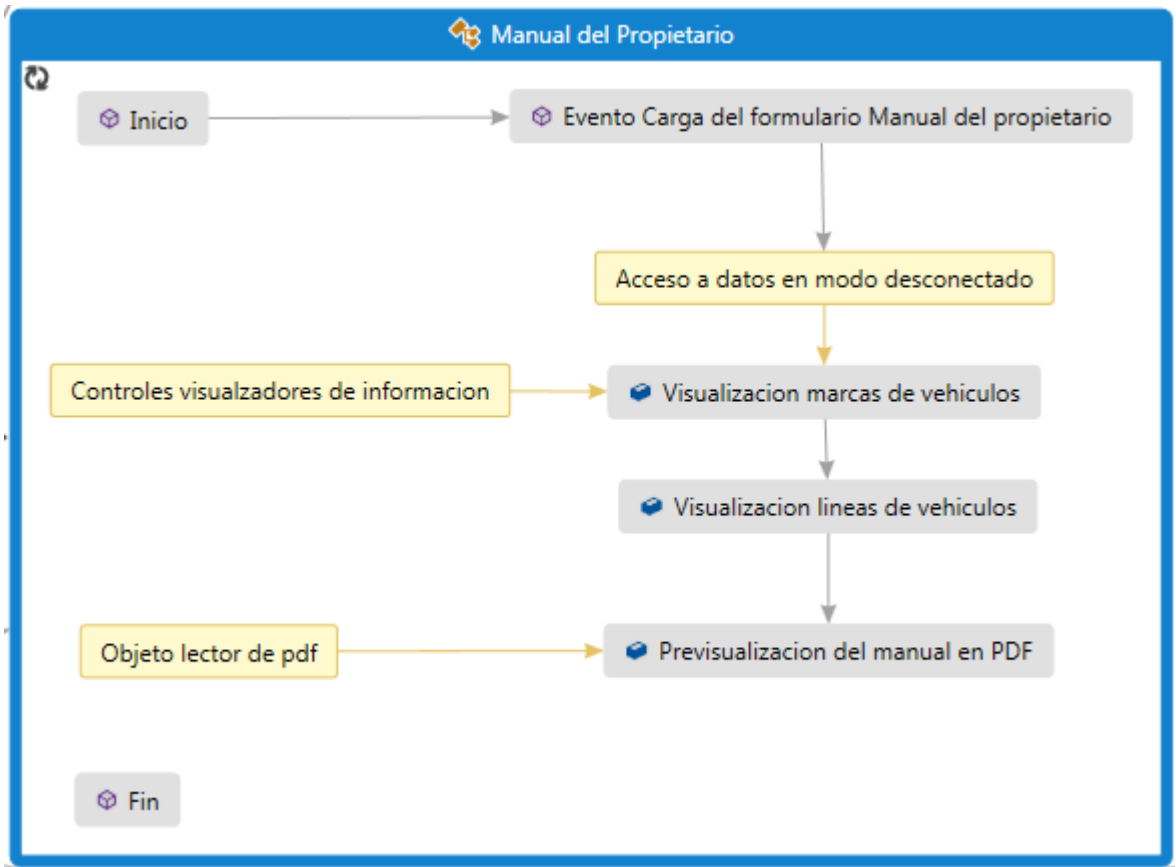 Manual del Propietario
Inicio
Evento Carga del formulario Manual del propietario
Acceso a datos en modo desconectado
Controles visualzadores de informacion
Visualizacion marcas de vehiculos
Visualizacion lineas de vehiculos
Objeto lector de pdf
Previsualizacion del manual en PDF
Fin